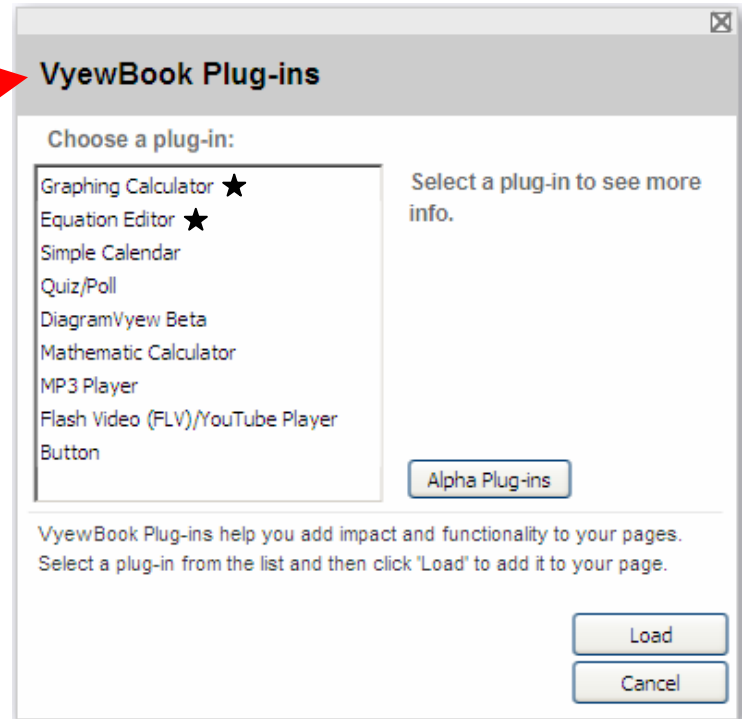 VyewBook Plug-ins
Choose a plug-in:
Graphing Calculator ★
Equation Editor ★
Simple Calendar
Quiz/Poll
DiagramVyew Beta
Mathematic Calculator
MP3 Player
Flash Video (FLV)/YouTube Player
Button
Select a plug-in to see more
info.
Alpha Plug-ins
VyewBook Plug-ins help you add impact and functionality to your pages.
Select a plug-in from the list and then click 'Load' to add it to your page.
Load
Cancel